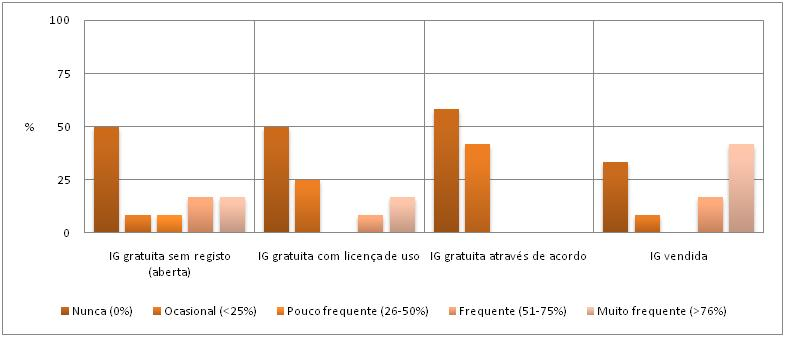 100
75
%
50
25
0
IG gratuita sem registo
(aberta)
IG gratuita com licença de uso
IG gratuita através de acordo
IG vendida
Nunca (0%)
Ocasional (<25%)
Pouco frequente (26-50%)
Frequente (51-75%)
Muito frequente (>76%)